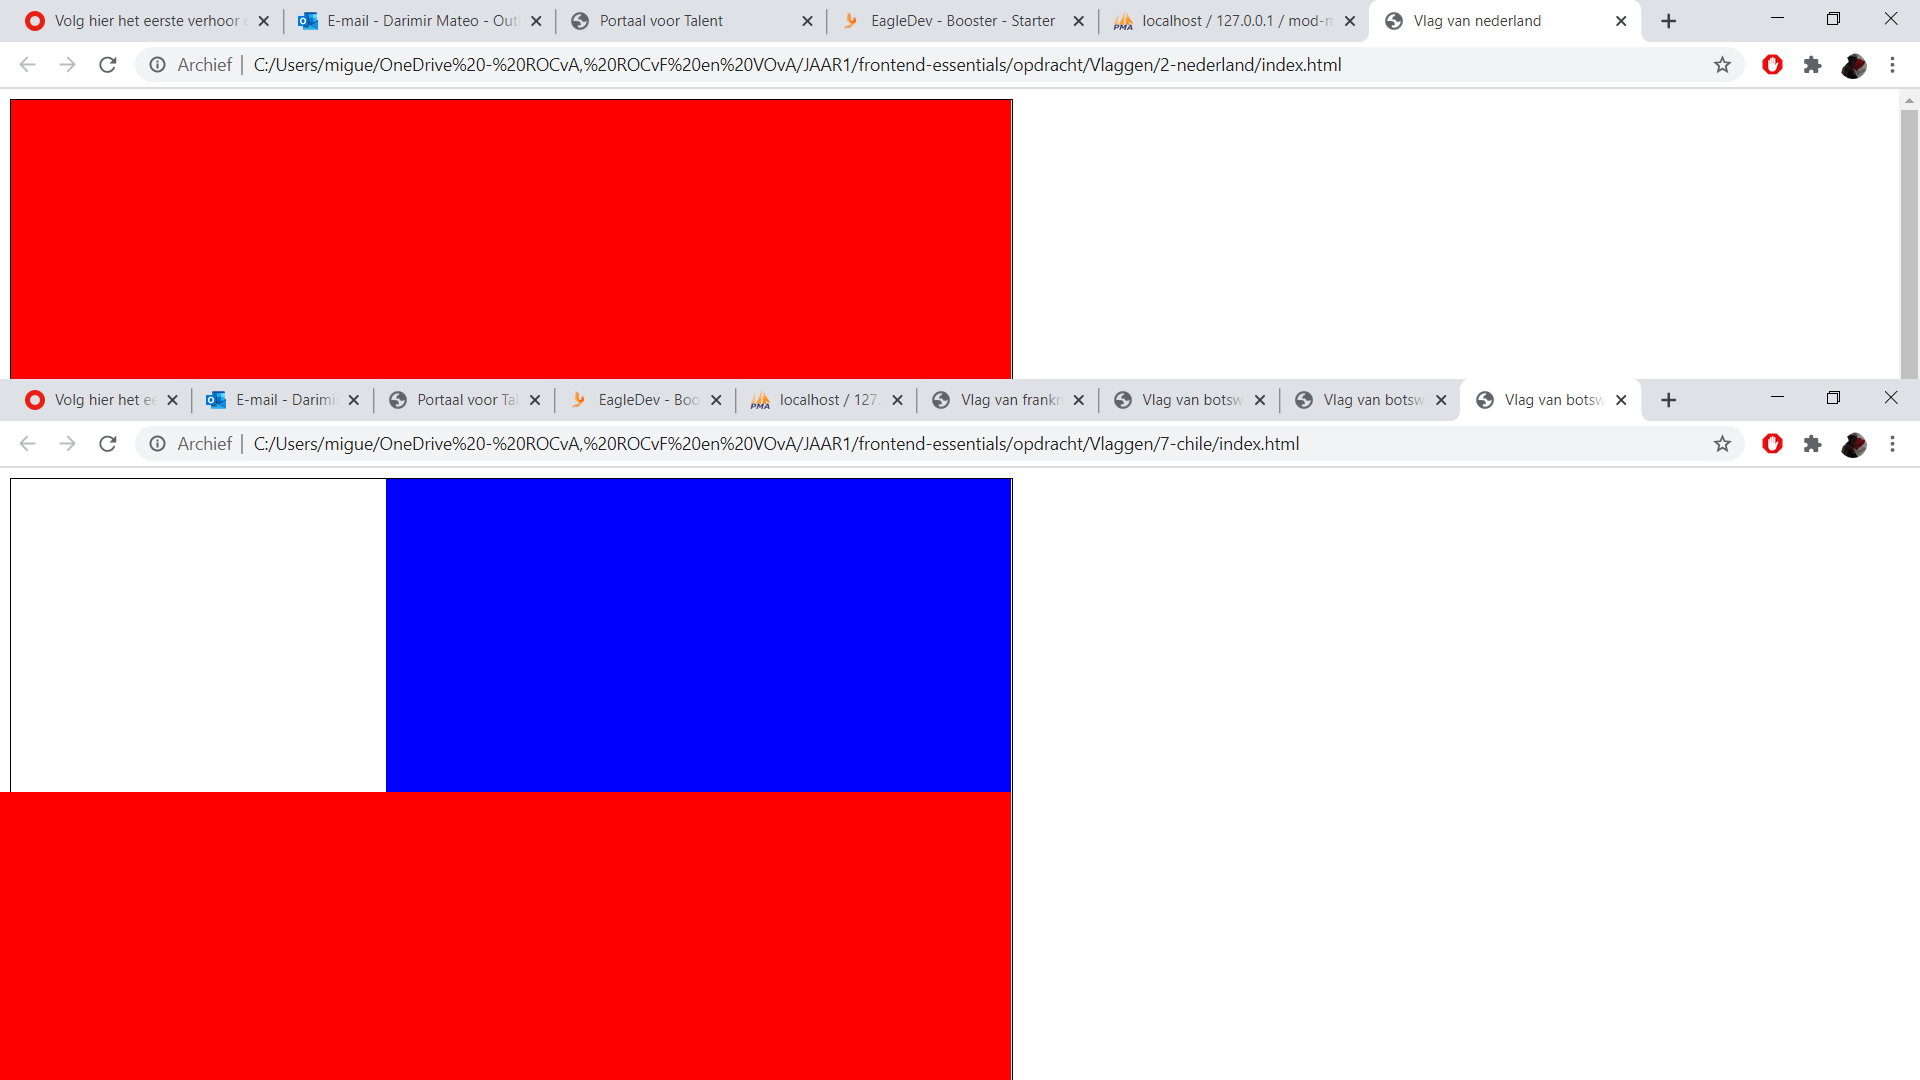 Volg hier het eerste verhoor
E-mail - Darimir Mateo - Out
Portaal voor Talent
EagleDev - Booster - Starter
localhost / 127.0.0.1 / mod-m
Vlag van nederland
Archief
C:/Users/migue/OneDrive%20-%20ROCvA,%20ROCvF%20en%20VOvA/JAAR1/frontend-essentials/opdracht/Vlaggen/2-nederland/index.html
Volg hier het ee
E-mail - Darimi
Portaal voor Tal
EagleDev - Boo
localhost / 127.
Vlag van frankr
Vlag van botsw
Vlag van botsw
Vlag van botsw
Archief
C:/Users/migue/OneDrive%20-%20ROCvA,%20ROCvF%20en%20VOvA/JAAR1/frontend-essentials/opdracht/Vlaggen/7-chile/index.html